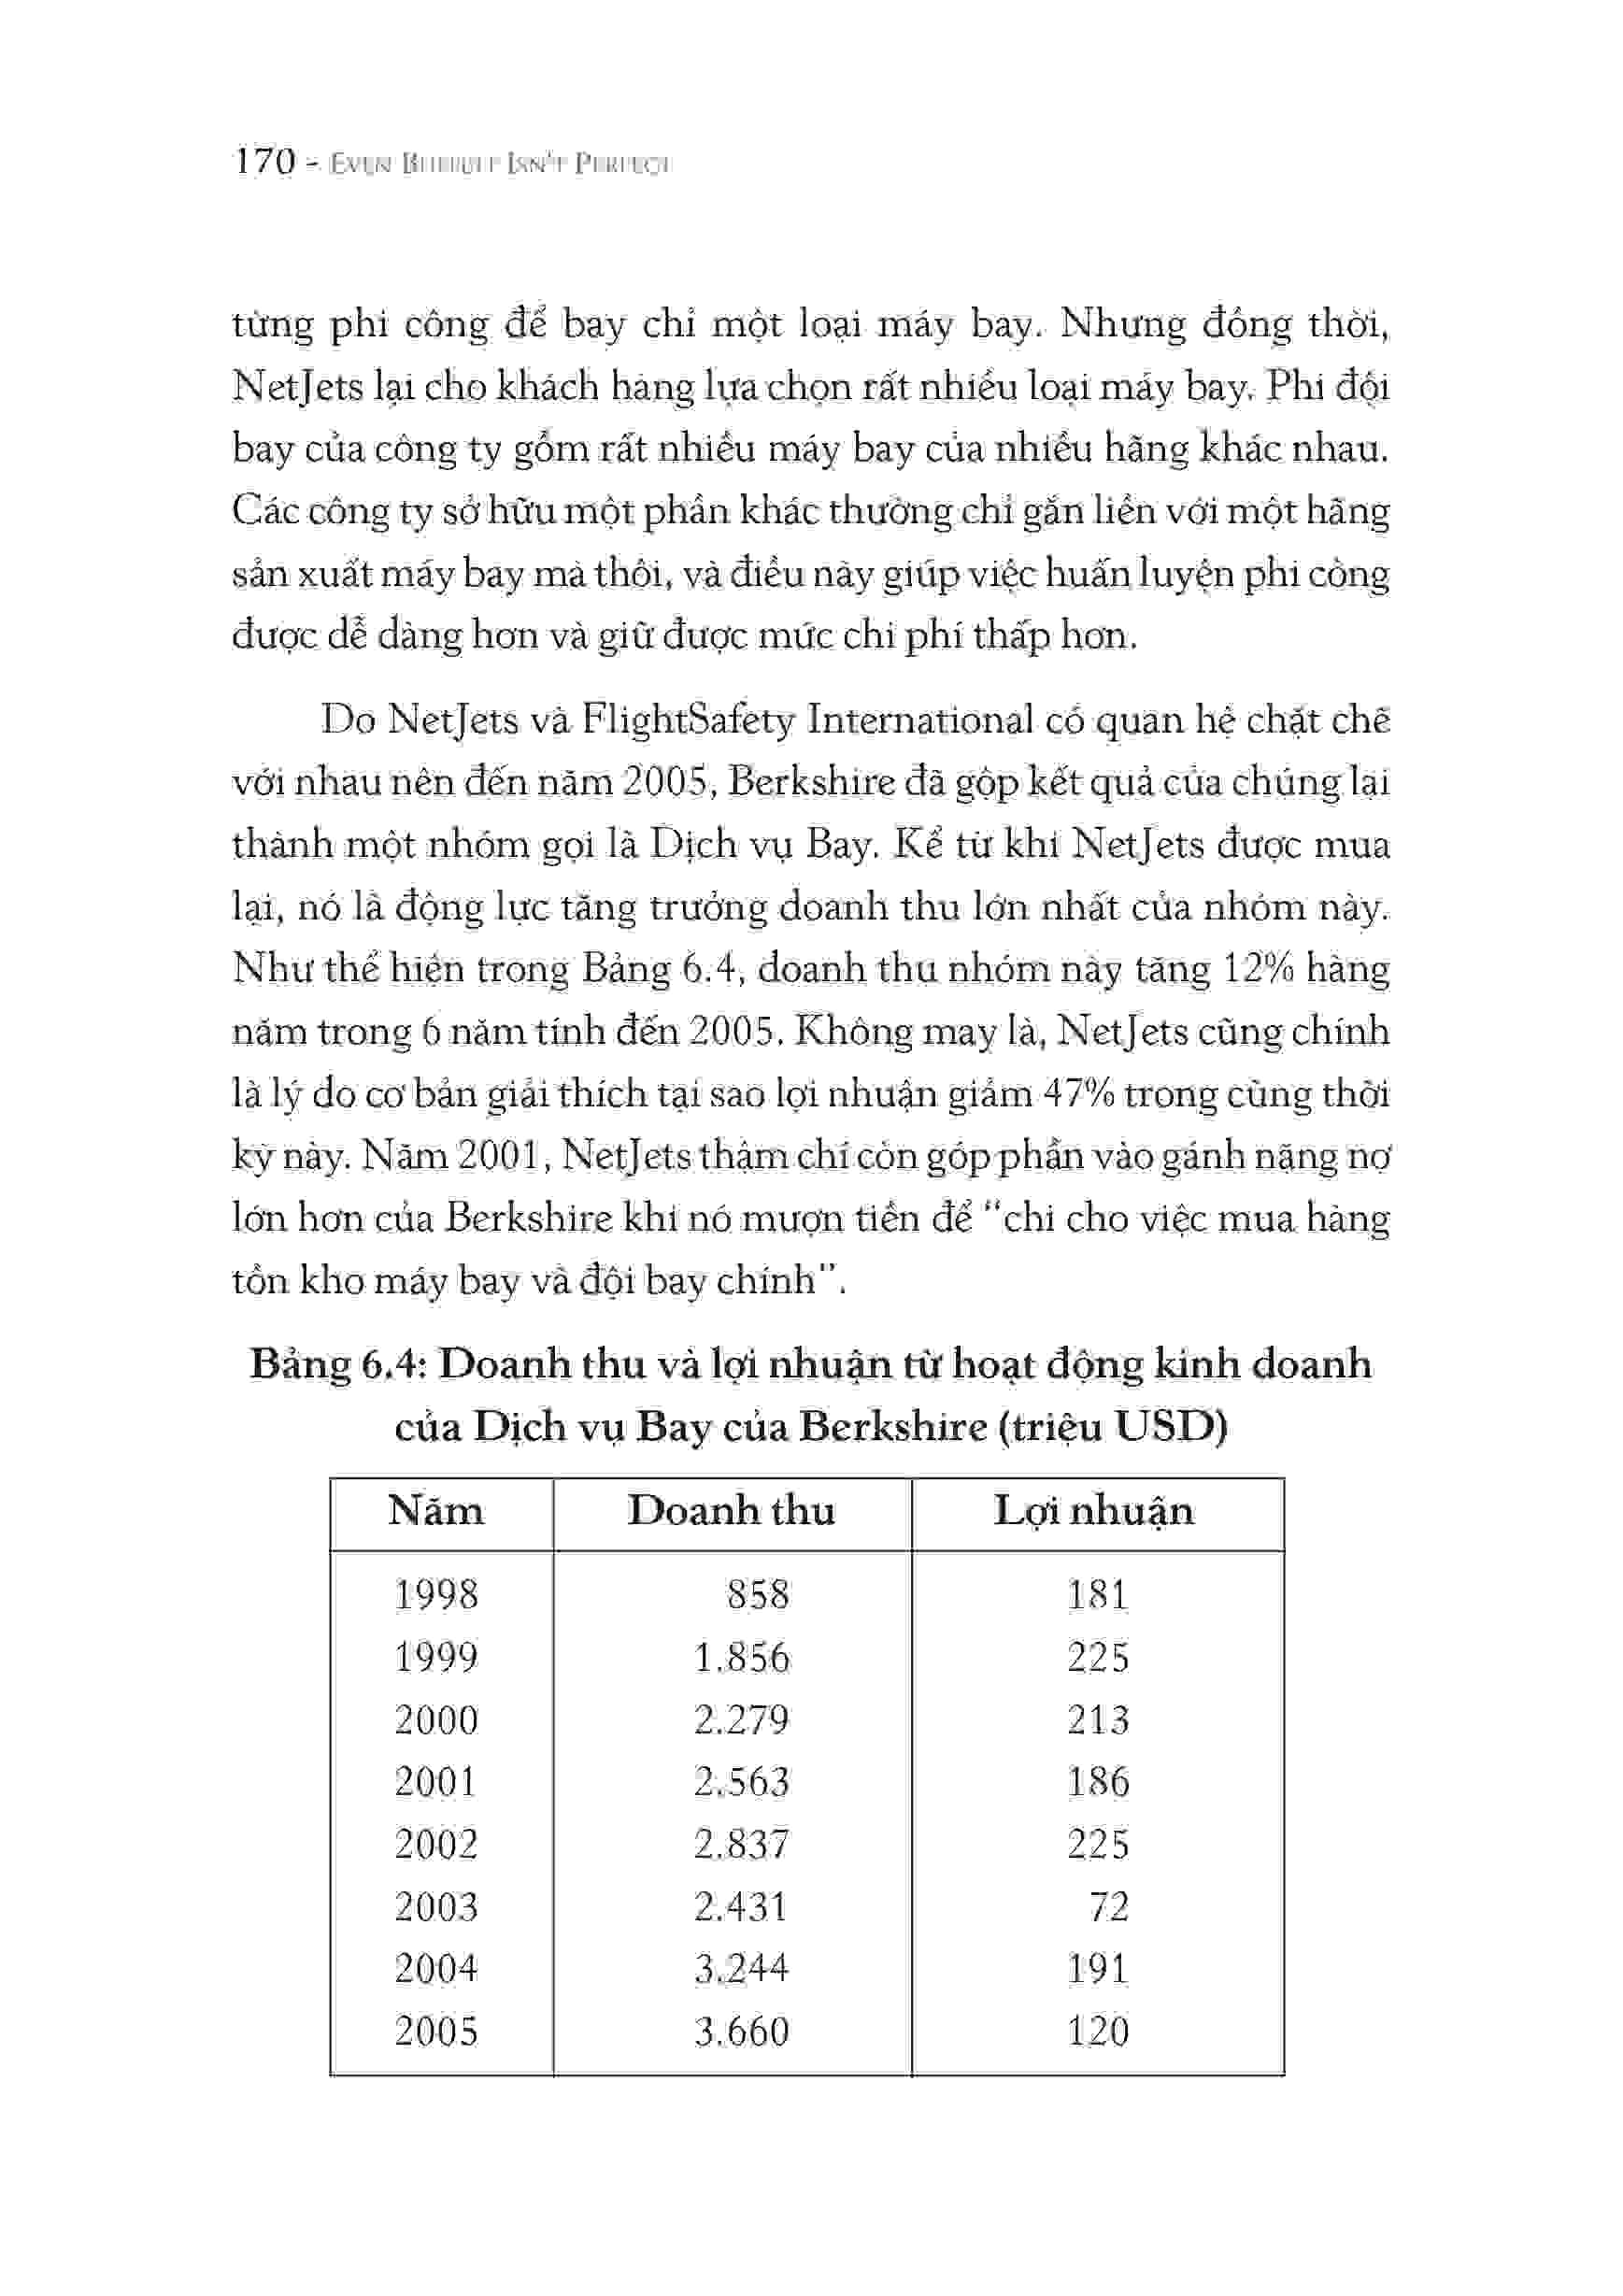 170 - EVEN BUFFETT ISN'T PERFECT
từng phi công để bay chỉ một loại máy bay. Nhưng đồng thời,
NetJets lại cho khách hàng lựa chọn rất nhiều loại máy bay. Phi đội
bay của công ty gồm rất nhiều máy bay của nhiều hãng khác nhau.
Các công ty sở hữu một phần khác thường chỉ gắn liền với một hãng
sản xuất máy bay mà thôi, và điều này giúp việc huấn luyện phi công
được dễ dàng hơn và giữ được mức chi phí thấp hơn.
Do NetJets và FlightSafety International có quan hệ chặt chẽ
với nhau nên đến năm 2005, Berkshire đã gộp kết quả của chúng lại
thành một nhóm gọi là Dịch vụ Bay. Kể từ khi NetJets được mua
lại, nó là động lực tăng trưởng doanh thu lớn nhất của nhóm này.
Như thể hiện trong Bảng 6.4, doanh thu nhóm này tăng 12% hàng
năm trong 6 năm tính đến 2005. Không may là, NetJets cũng chính
là lý do cơ bản giải thích tại sao lợi nhuận giảm 47% trong cùng thời
kỳ này. Năm 2001, NetJets thậm chí còn góp phần vào gánh nặng nợ
lớn hơn của Berkshire khi nó mượn tiền để "chi cho việc mua hàng
tồn kho máy bay và đội bay chính".
Bảng 6.4: Doanh thu và lợi nhuận từ hoạt động kinh doanh
của Dịch vụ Bay của Berkshire (triệu USD)
Năm Doanh thu Lợi nhuận
1998 858 181
1999 1.856 225
2000 2.279 213
2001 2.563 186
2002 2.837 225
2003 2.431 72
2004 3.244 191
2005 3.660 120